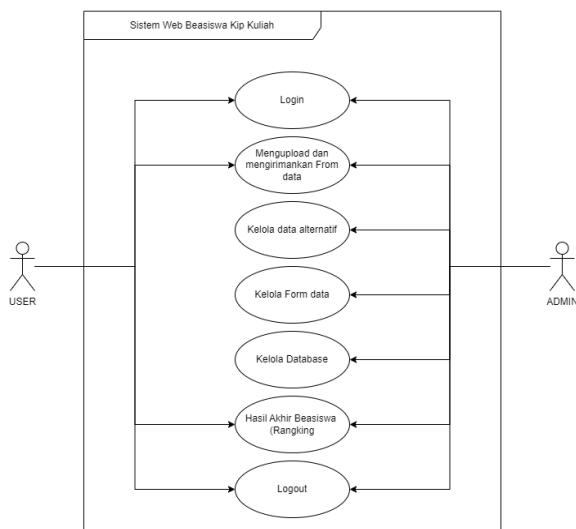 Sistem Web Beasiswa Kip Kuliah
Login
Mengupload dan
mengirimankan From
data
Kelola data alternatif
USER
ADMIN
Kelola Form data
Kelola Database
Hasil Akhir Beasiswa
(Rangking
Logout